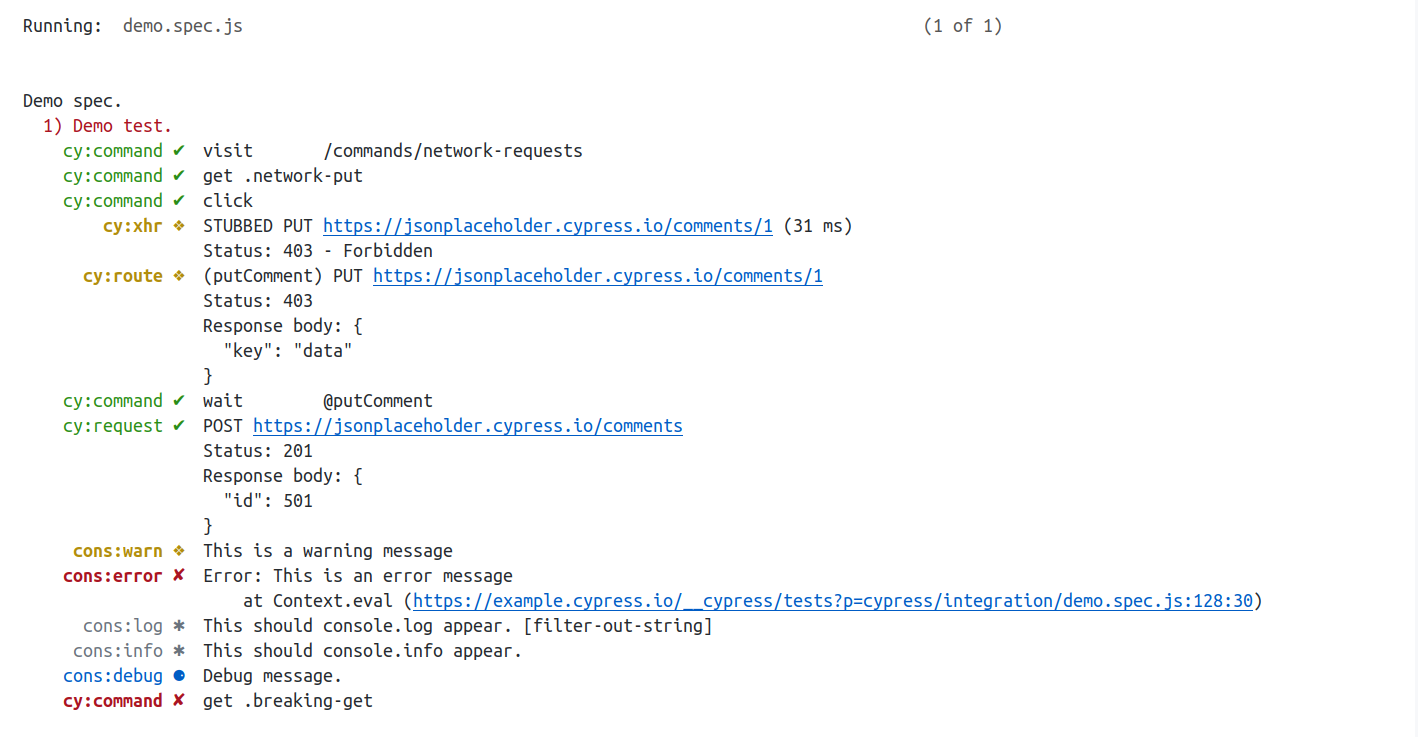 Running:  demo.spec.js (1 of 1)
Demo spec.
1) Demo test.
cy:command ✔  visit       /commands/network-requests
cy:command ✔  get .network-put
cy:command ✔  click
cy:xhr ❖  STUBBED PUT https://jsonplaceholder.cypress.io/comments/1 (31 ms)
Status: 403 - Forbidden
cy:route ❖  (putComment) PUT https://jsonplaceholder.cypress.io/comments/1
Status: 403
Response body: {
"key": "data"
}
cy:command ✔  wait        @putComment
cy:request ✔  POST https://jsonplaceholder.cypress.io/comments
Status: 201
Response body: {
"id": 501
}
cons:warn ❖  This is a warning message
cons:error ✘  Error: This is an error message
at Context.eval (https://example.cypress.io/__cypress/tests?p=cypress/integration/demo.spec.js:128:30)
cons:log ✱  This should console.log appear. [filter-out-string]
cons:info ✱  This should console.info appear.
cons:debug ⚈  Debug message.
cy:command ✘  get .breaking-get